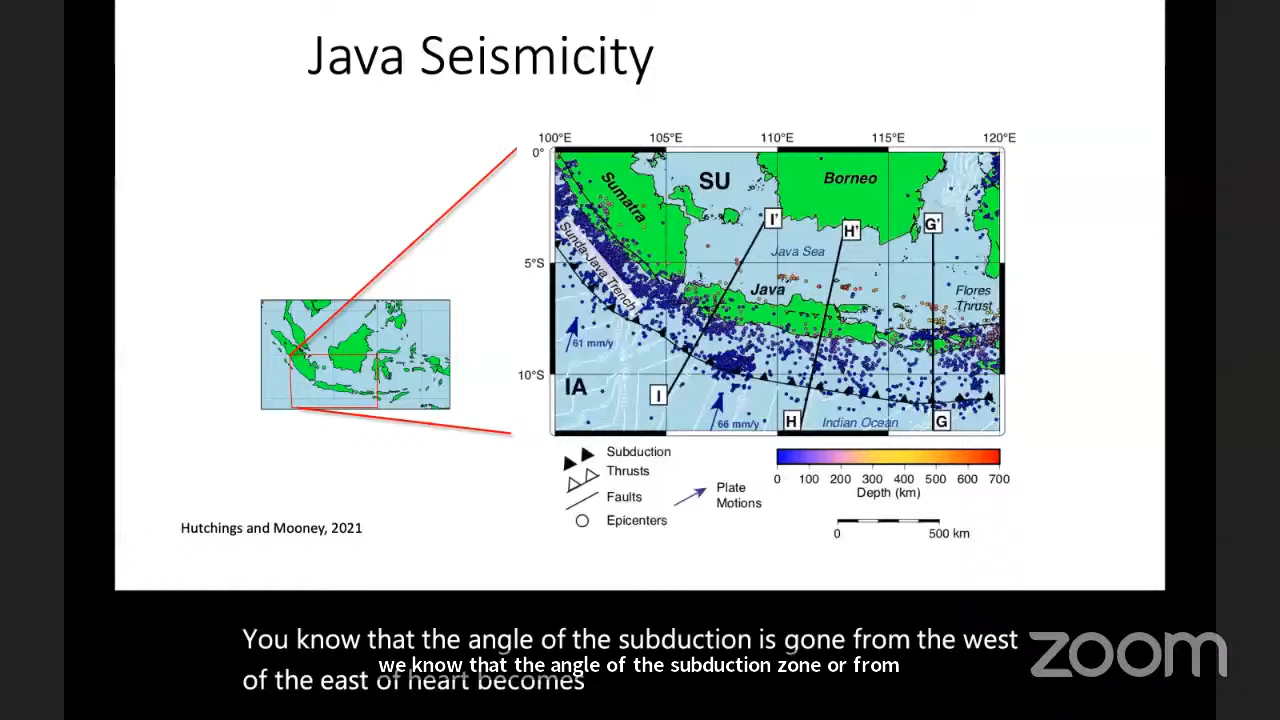 Java Seismicity
100°E 105°E 110°E 115°E 120°E
0°
5°S
10°S
Sumatra
SU
Borneo
I'
H'
G'
Sunda-Java Trench
Java Sea
Java
Flores
Thrust
61 mm/y
IA
I
66 mm/y
H
Indian Ocean
G
Subduction
Thrusts
Faults
Epicenters
Plate
Motions
0 100 200 300 400 500 600 700
Depth (km)
0 500 km
Hutchings and Mooney, 2021
You know that the angle of the subduction is gone from the west
we know that the angle of the subduction zone or from
of the east of heart becomes
zoom